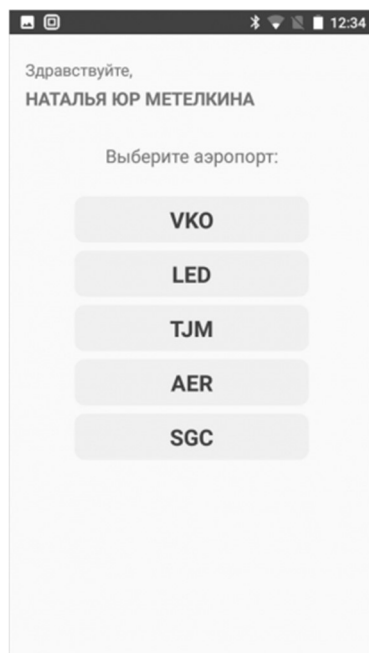 12:34
Здравствуйте,
НАТАЛЬЯ ЮР МЕТЕЛКИНА
Выберите аэропорт:
VKO
LED
TJM
AER
SGC